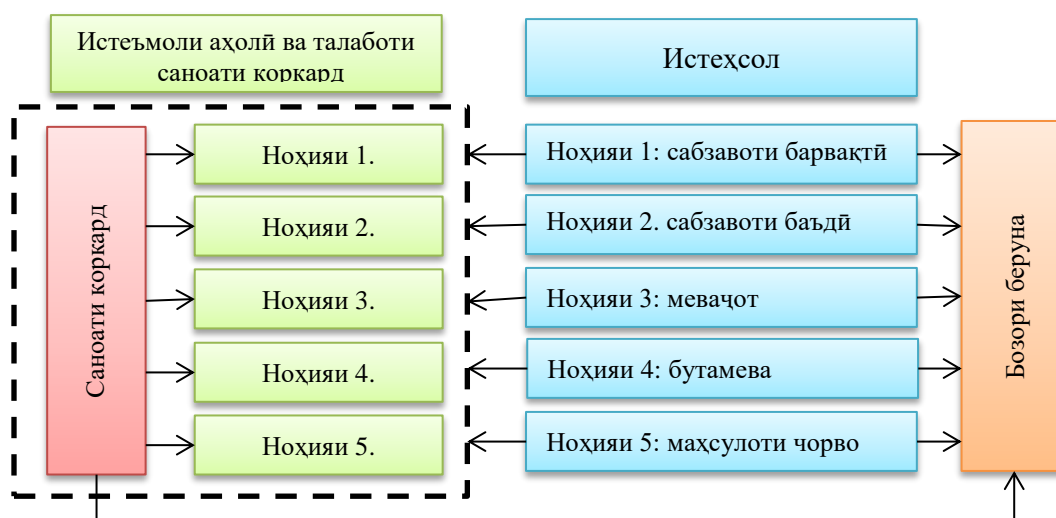 Истеъмоли аҳолӣ ва талаботи
саноати коркард
Истеҳсол
Саноати коркард
Ноҳияи 1.
Ноҳияи 2.
Ноҳияи 3.
Ноҳияи 4.
Ноҳияи 5.
Ноҳияи 1: сабзавоти барвақтӣ
Ноҳияи 2. сабзавоти баъдӣ
Ноҳияи 3: меваҷот
Ноҳияи 4: бутамева
Ноҳияи 5: маҳсулоти чорво
Бозори беруна